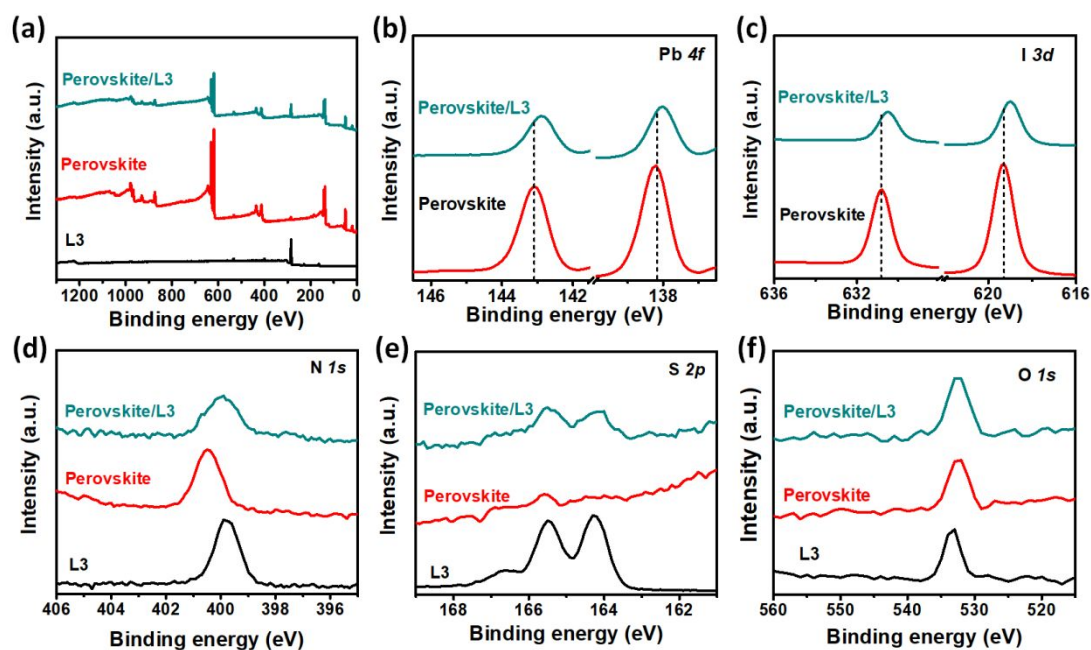 (a)
Perovskite/L3
Perovskite
L3
Intensity (a.u.)
1200 1000 800 600 400 200 0
Binding energy (eV)
(b)
Pb 4f
Perovskite/L3
Perovskite
Intensity (a.u.)
146 144 142 138
Binding energy (eV)
(c)
I 3d
Perovskite/L3
Perovskite
Intensity (a.u.)
636 632 620 616
Binding energy (eV)
(d)
N 1s
Perovskite/L3
Perovskite
L3
Intensity (a.u.)
406 404 402 400 398 396
Binding energy (eV)
(e)
S 2p
Perovskite/L3
Perovskite
L3
Intensity (a.u.)
168 166 164 162
Binding energy (eV)
(f)
O 1s
Perovskite/L3
Perovskite
L3
Intensity (a.u.)
560 550 540 530 520
Binding energy (eV)